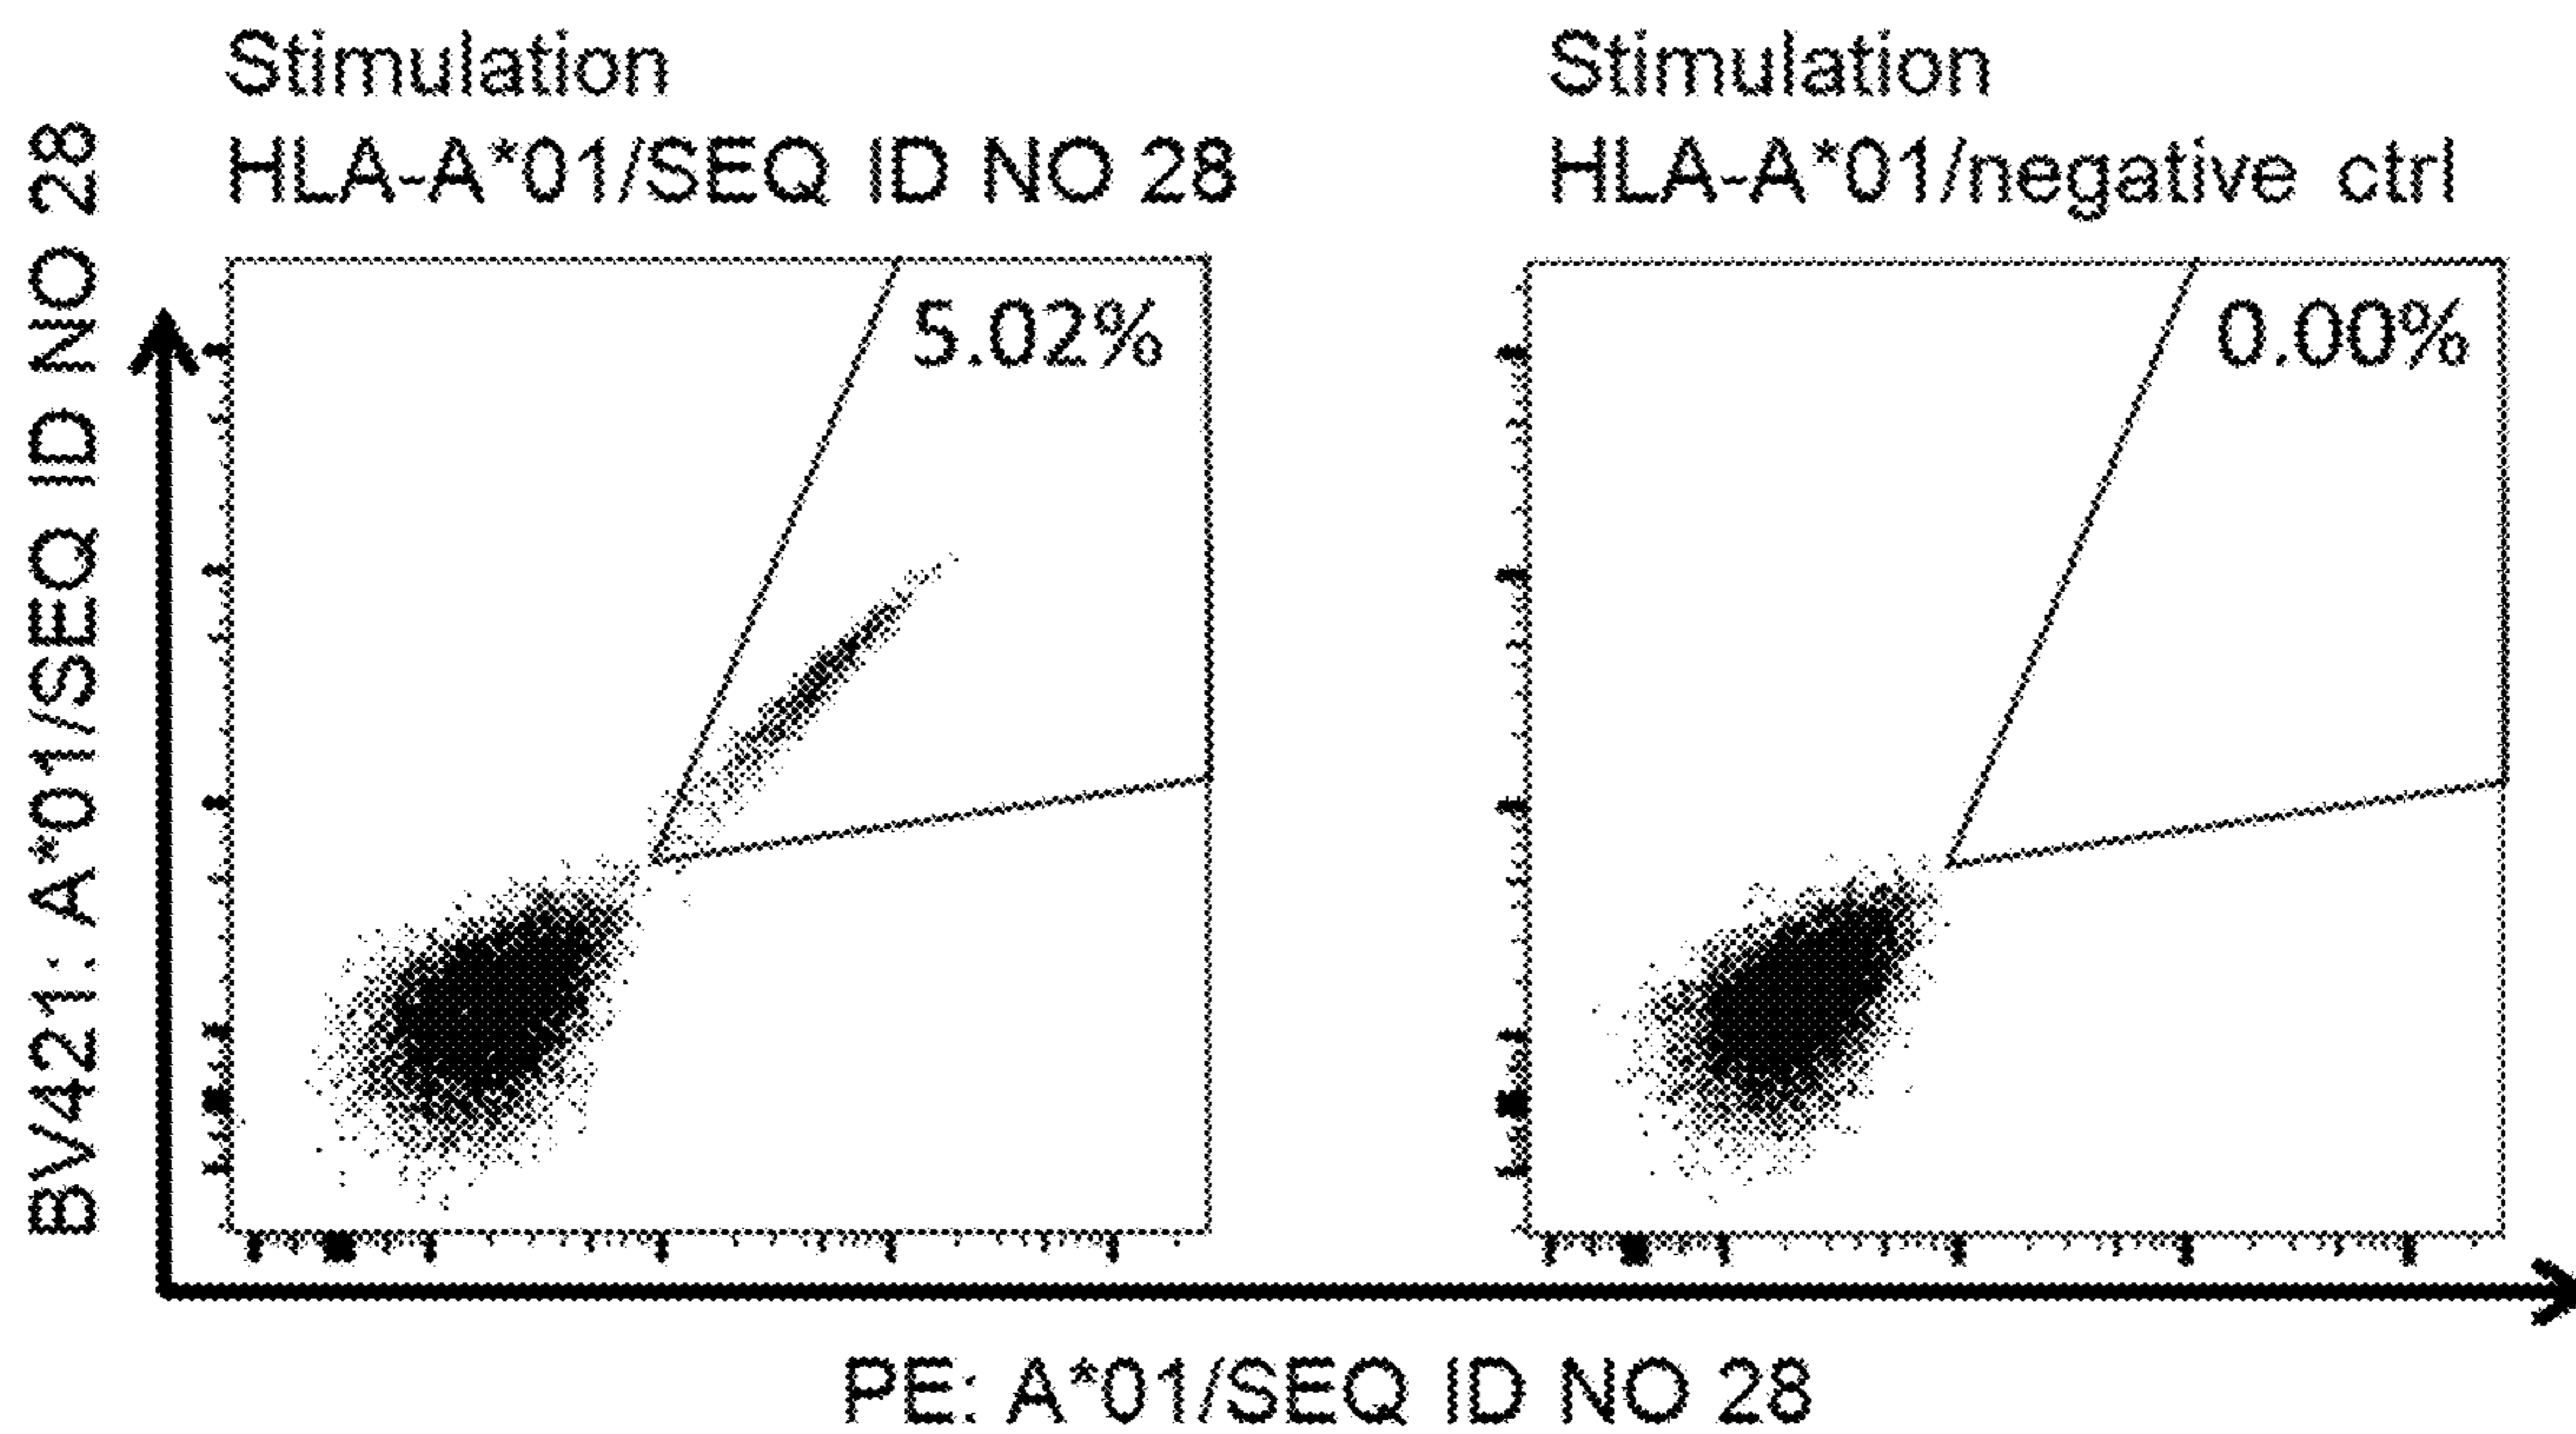 Stimulation
HLA-A*01/SEQ ID NO 28
Stimulation
HLA-A*01/negative ctrl
BV421: A*01/SEQ ID NO 28
5.02%
0.00%
PE: A*01/SEQ ID NO 28